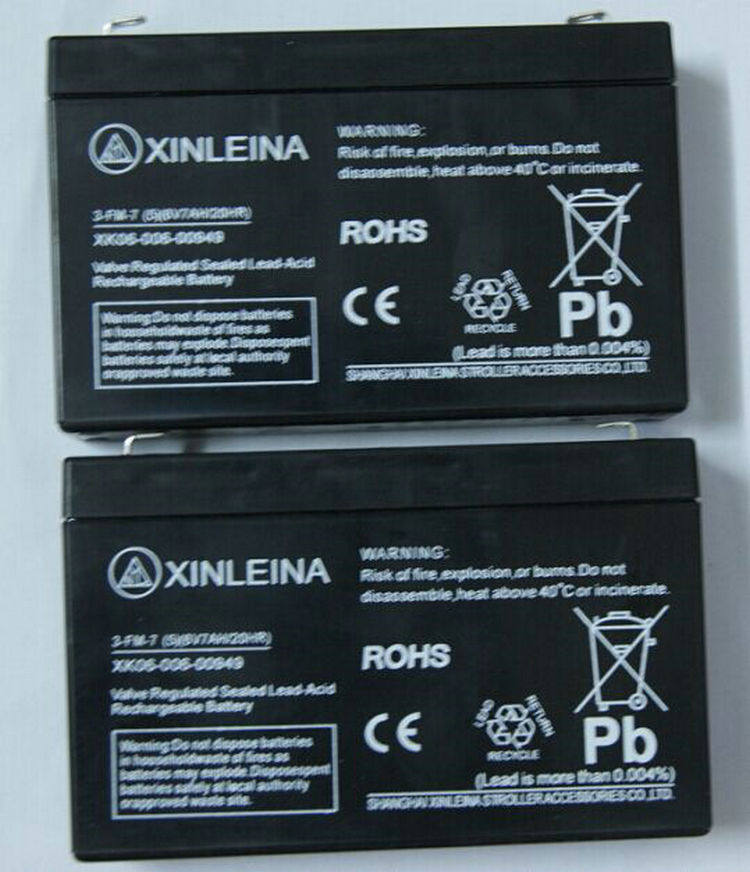 XINLEINA
3-FM-7 (S)(6V7AH/20HR)
XK06-006-00949
Valve Regulated Sealed Lead-Acid
Rechargeable Battery
Warning:Do not dispose batteries
in householdwaste of fires as
batteries may explode.Disposespent
batteries safely at local authority
orapproved waste site.
WARNING:
Risk of fire,explosion,or burns.Do not
disassemble,heat above 40°C or incinerate.
ROHS
CE
LEAD
RETURN
RECYCLE
Pb
(Lead is more than 0.004%)
SHANGHAI XINLEINA STROLLER ACCESSORIES CO.,LTD.
XINLEINA
3-FM-7 (S)(6V7AH/20HR)
XK06-006-00949
Valve Regulated Sealed Lead-Acid
Rechargeable Battery
Warning:Do not dispose batteries
in householdwaste of fires as
batteries may explode.Disposespent
batteries safely at local authority
orapproved waste site.
WARNING:
Risk of fire,explosion,or burns.Do not
disassemble,heat above 40°C or incinerate.
ROHS
CE
LEAD
RETURN
RECYCLE
Pb
(Lead is more than 0.004%)
SHANGHAI XINLEINA STROLLER ACCESSORIES CO.,LTD.